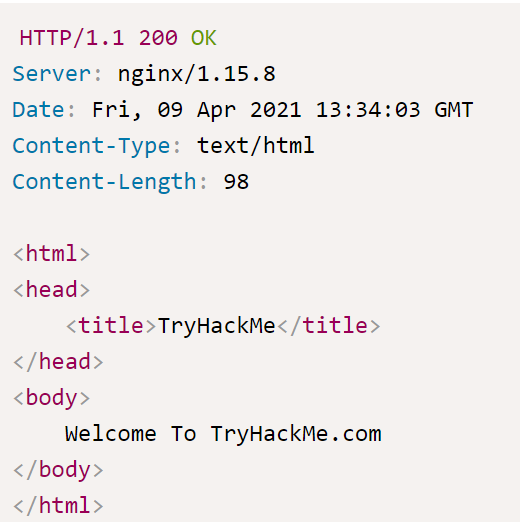 HTTP/1.1 200 OK
Server: nginx/1.15.8
Date: Fri, 09 Apr 2021 13:34:03 GMT
Content-Type: text/html
Content-Length: 98

<html>
<head>
    <title>TryHackMe</title>
</head>
<body>
    Welcome To TryHackMe.com
</body>
</html>